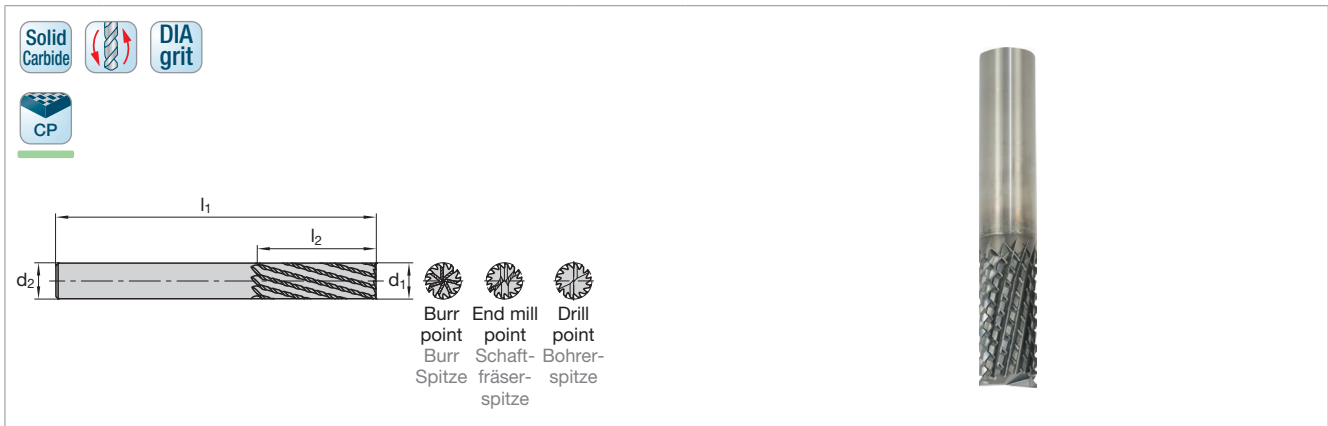 Solid
Carbide
DIA
grit
CP
l₁
l₂
d₂
d₁
Burr
point
Burr
Spitze
End mill
point
Schaft-
fräser-
spitze
Drill
point
Bohrer-
spitze